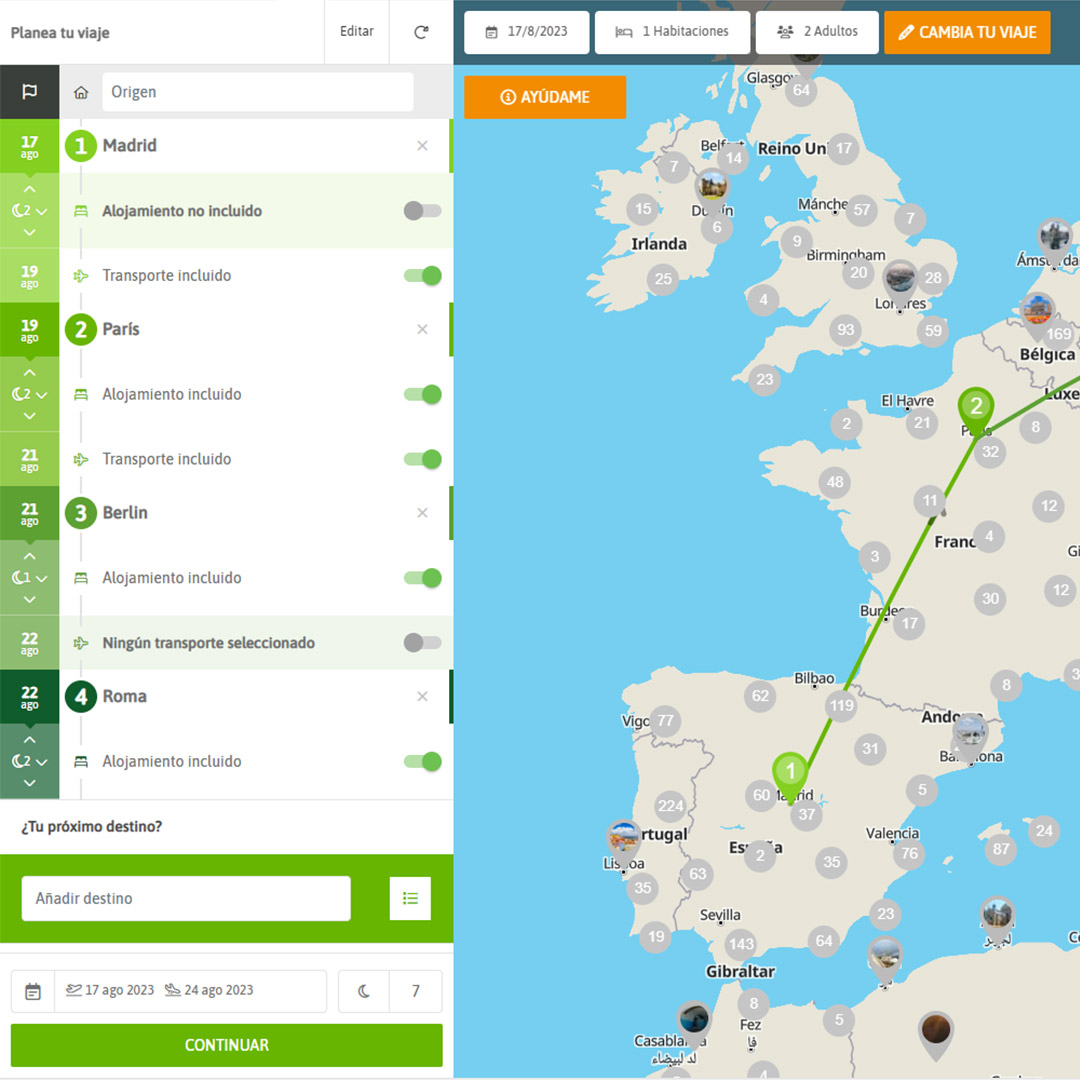 Planea tu viaje
Editar
Origen
17
ago
1
Madrid
2
Alojamiento no incluido
19
ago
Transporte incluido
19
ago
2
París
2
Alojamiento incluido
21
ago
Transporte incluido
21
ago
3
Berlin
1
Alojamiento incluido
22
ago
Ningún transporte seleccionado
22
ago
4
Roma
2
Alojamiento incluido
¿Tu próximo destino?
Añadir destino
17 ago 2023
24 ago 2023
7
CONTINUAR
17/8/2023
1 Habitaciones
2 Adultos
CAMBIA TU VIAJE
AYÚDAME
Glasgow
64
Belfast
14
Reino Uni
17
7
15
Dublín
6
Mánche
57
7
Irlanda
9
Birmingham
20
28
Ámsterda
25
4
Londres
93
59
169
Bélgica
23
Luxe
El Havre
2
21
2
París
8
32
48
11
12
Franc
4
3
Gi
12
30
Burdeos
17
Bilbao
62
8
3
119
Vigo
77
Andorra
31
Barcelona
1
60
Madrid
37
5
224
rtugal
Valencia
76
24
87
España
2
35
Lisboa
63
35
Sevilla
23
19
143
64
Gibraltar
8
5
Fez
فا
Casablanca
4